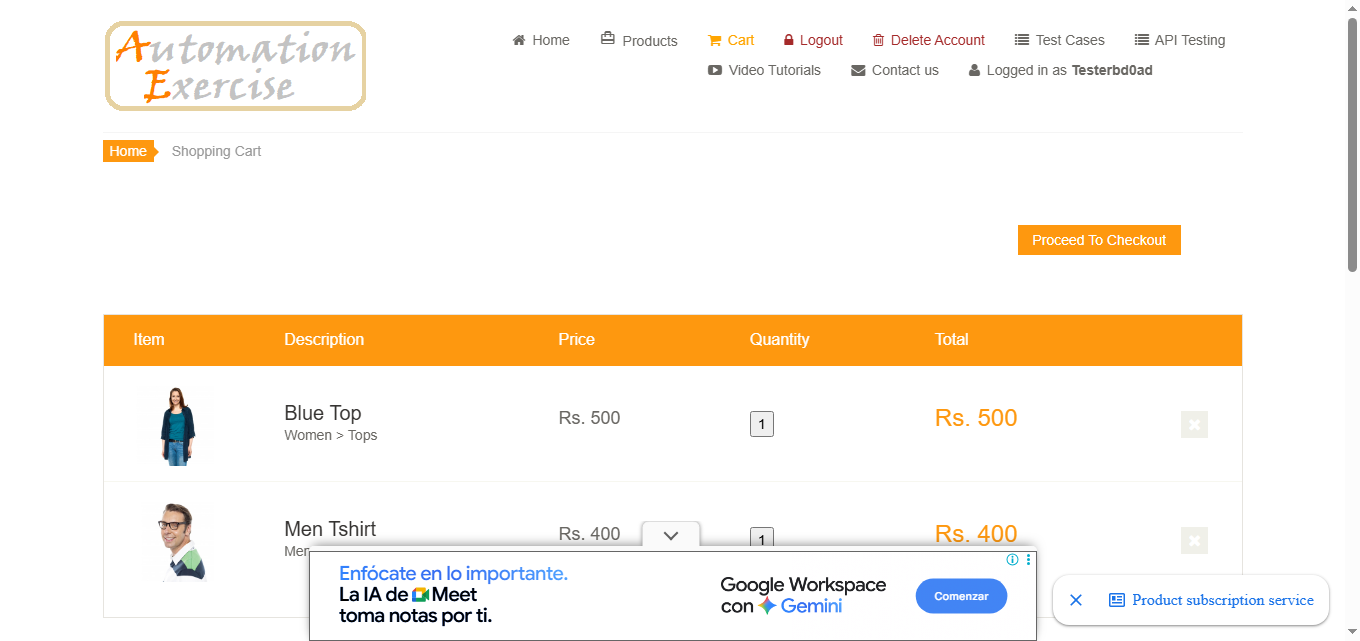 Automation
Exercise
Home
Products
Cart
Logout
Delete Account
Test Cases
API Testing
Video Tutorials
Contact us
Logged in as Testerbd0ad
Home
Shopping Cart
Proceed To Checkout
Item Description Price Quantity Total
Blue Top
Women > Tops
Rs. 500
1
Rs. 500
Men Tshirt
Men
Rs. 400
1
Rs. 400
Enfócate en lo importante.
La IA de Meet
toma notas por ti.
Google Workspace
con Gemini
Comenzar
Product subscription service